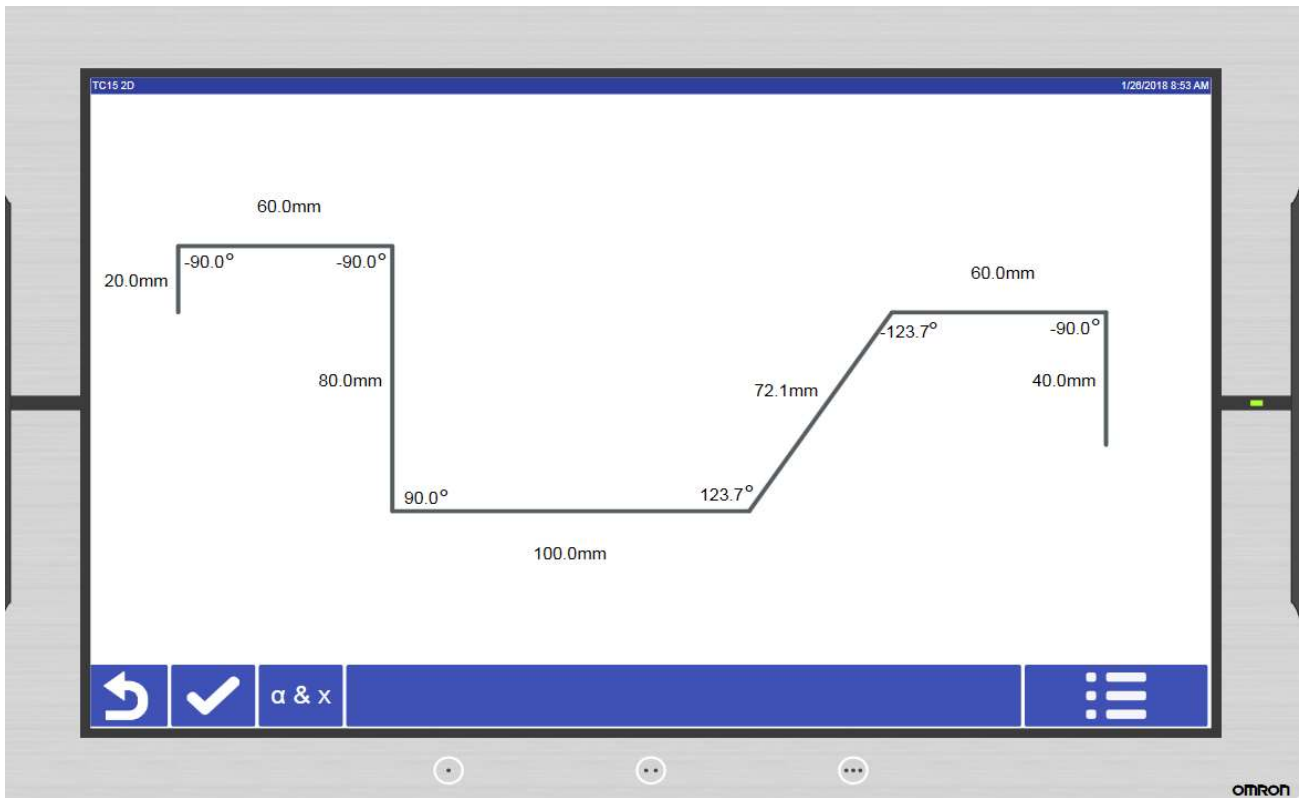 TC15 2D
1/26/2018 8:53 AM
60.0mm
-90.0°
-90.0°
20.0mm
60.0mm
-123.7°
-90.0°
80.0mm
72.1mm
40.0mm
90.0°
123.7°
100.0mm
α & x
OMRON